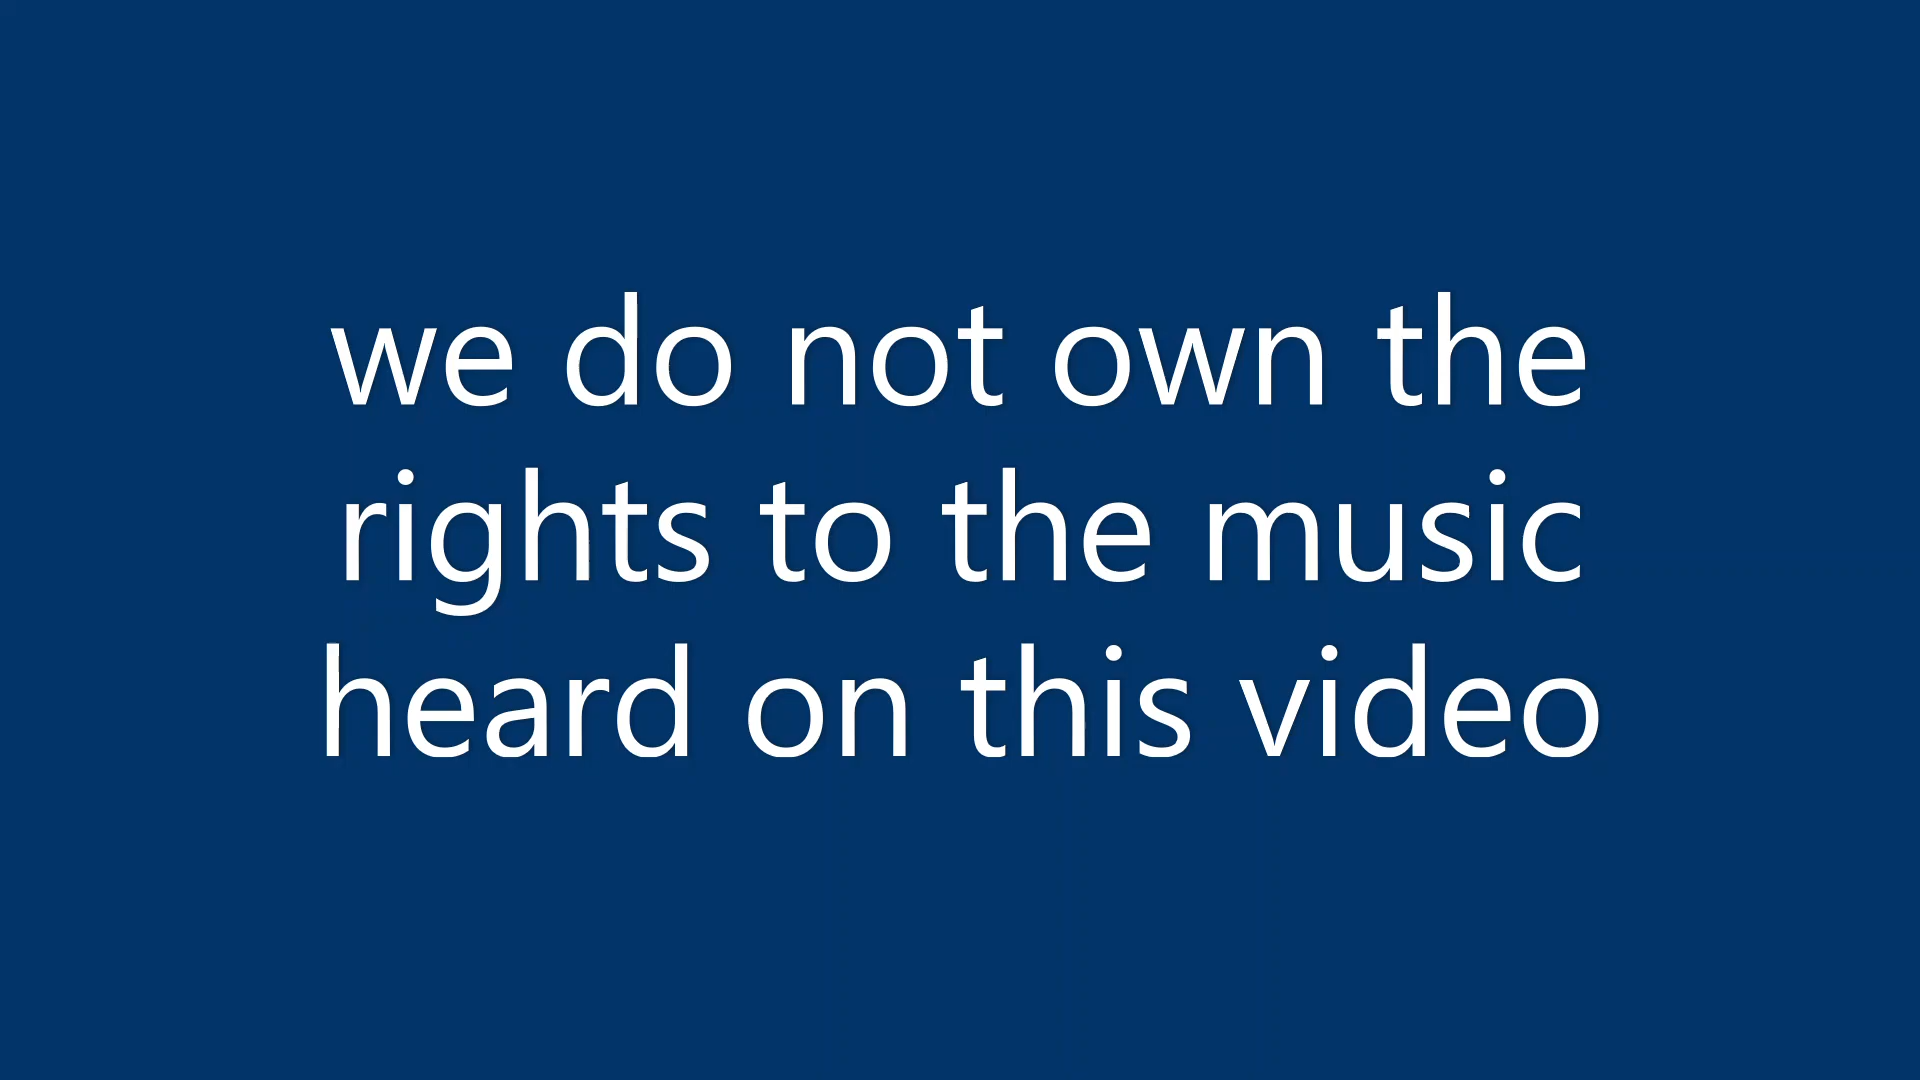 we do not own the
rights to the music
heard on this video